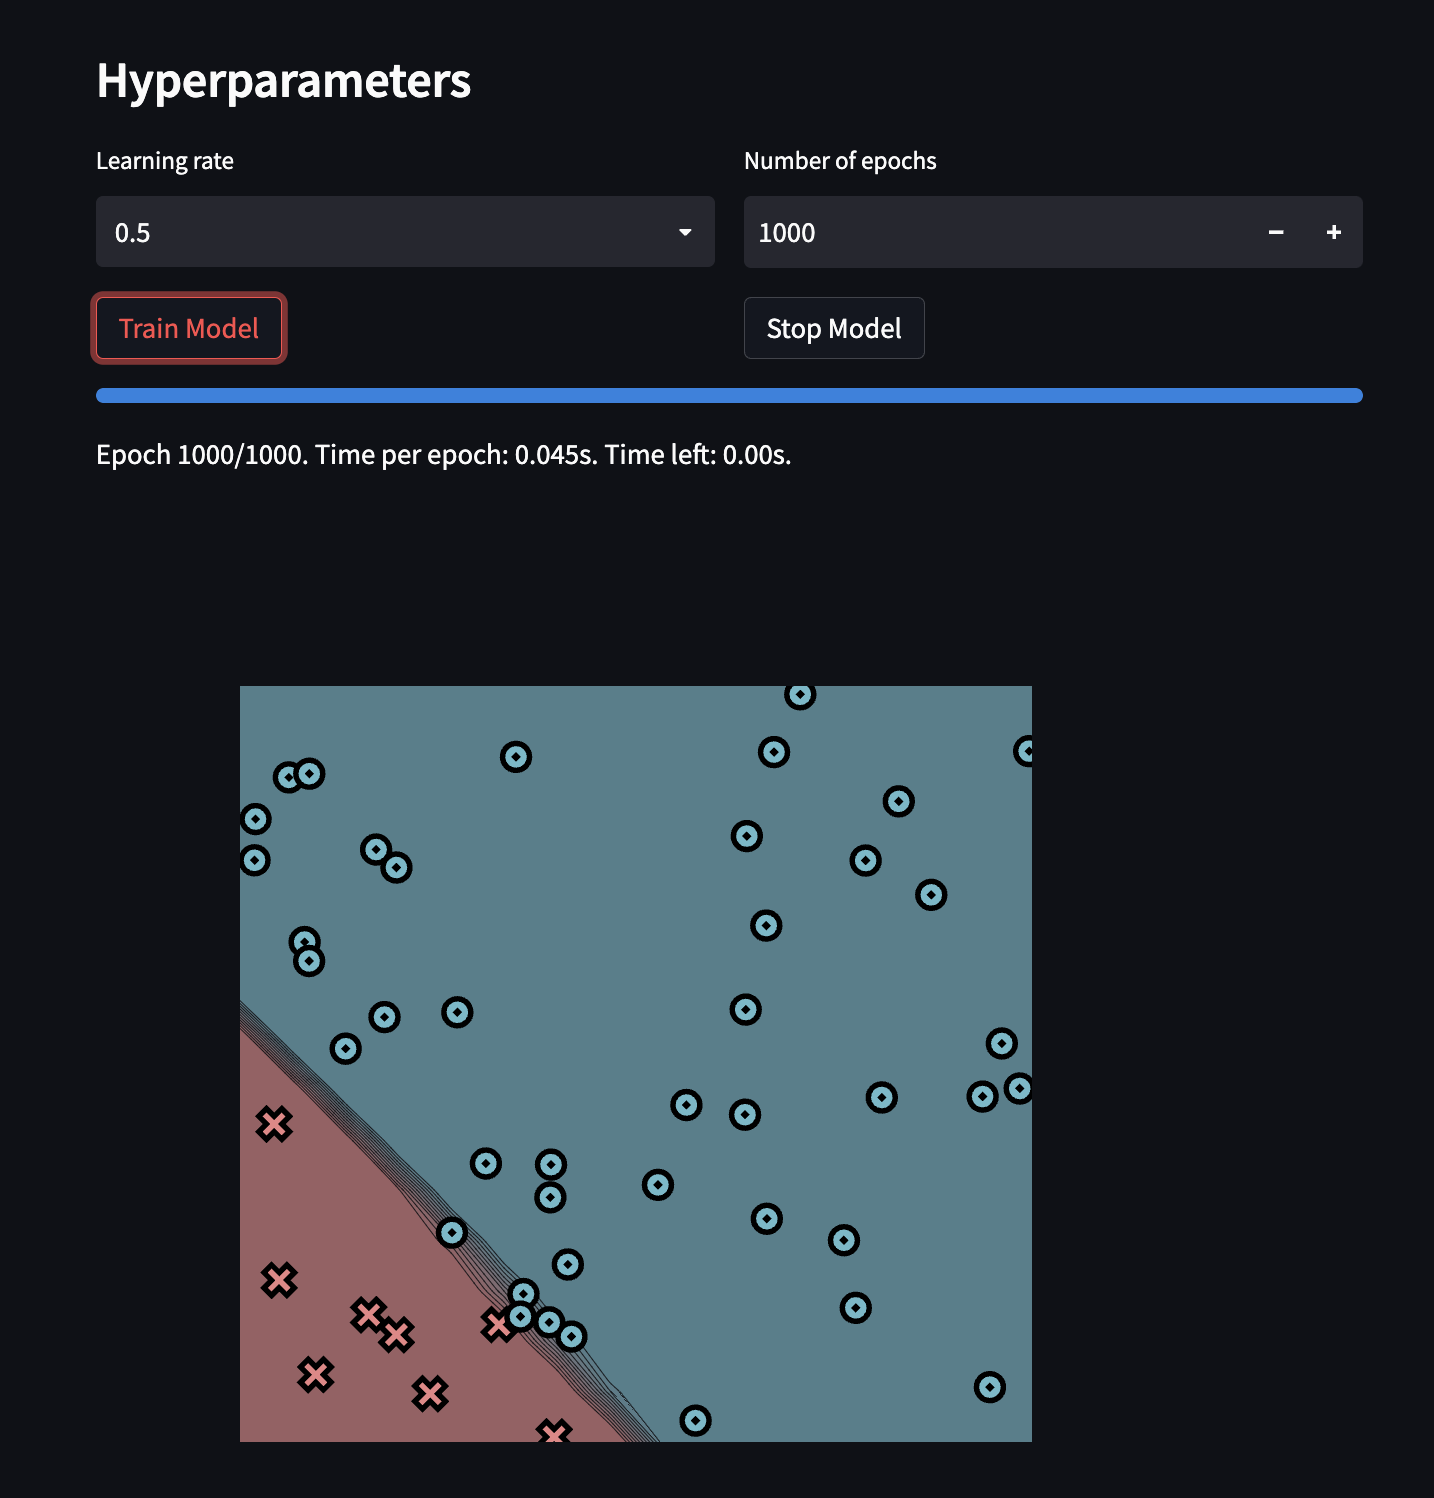 Hyperparameters
Learning rate
Number of epochs
0.5
1000
Train Model
Stop Model
Epoch 1000/1000. Time per epoch: 0.045s. Time left: 0.00s.